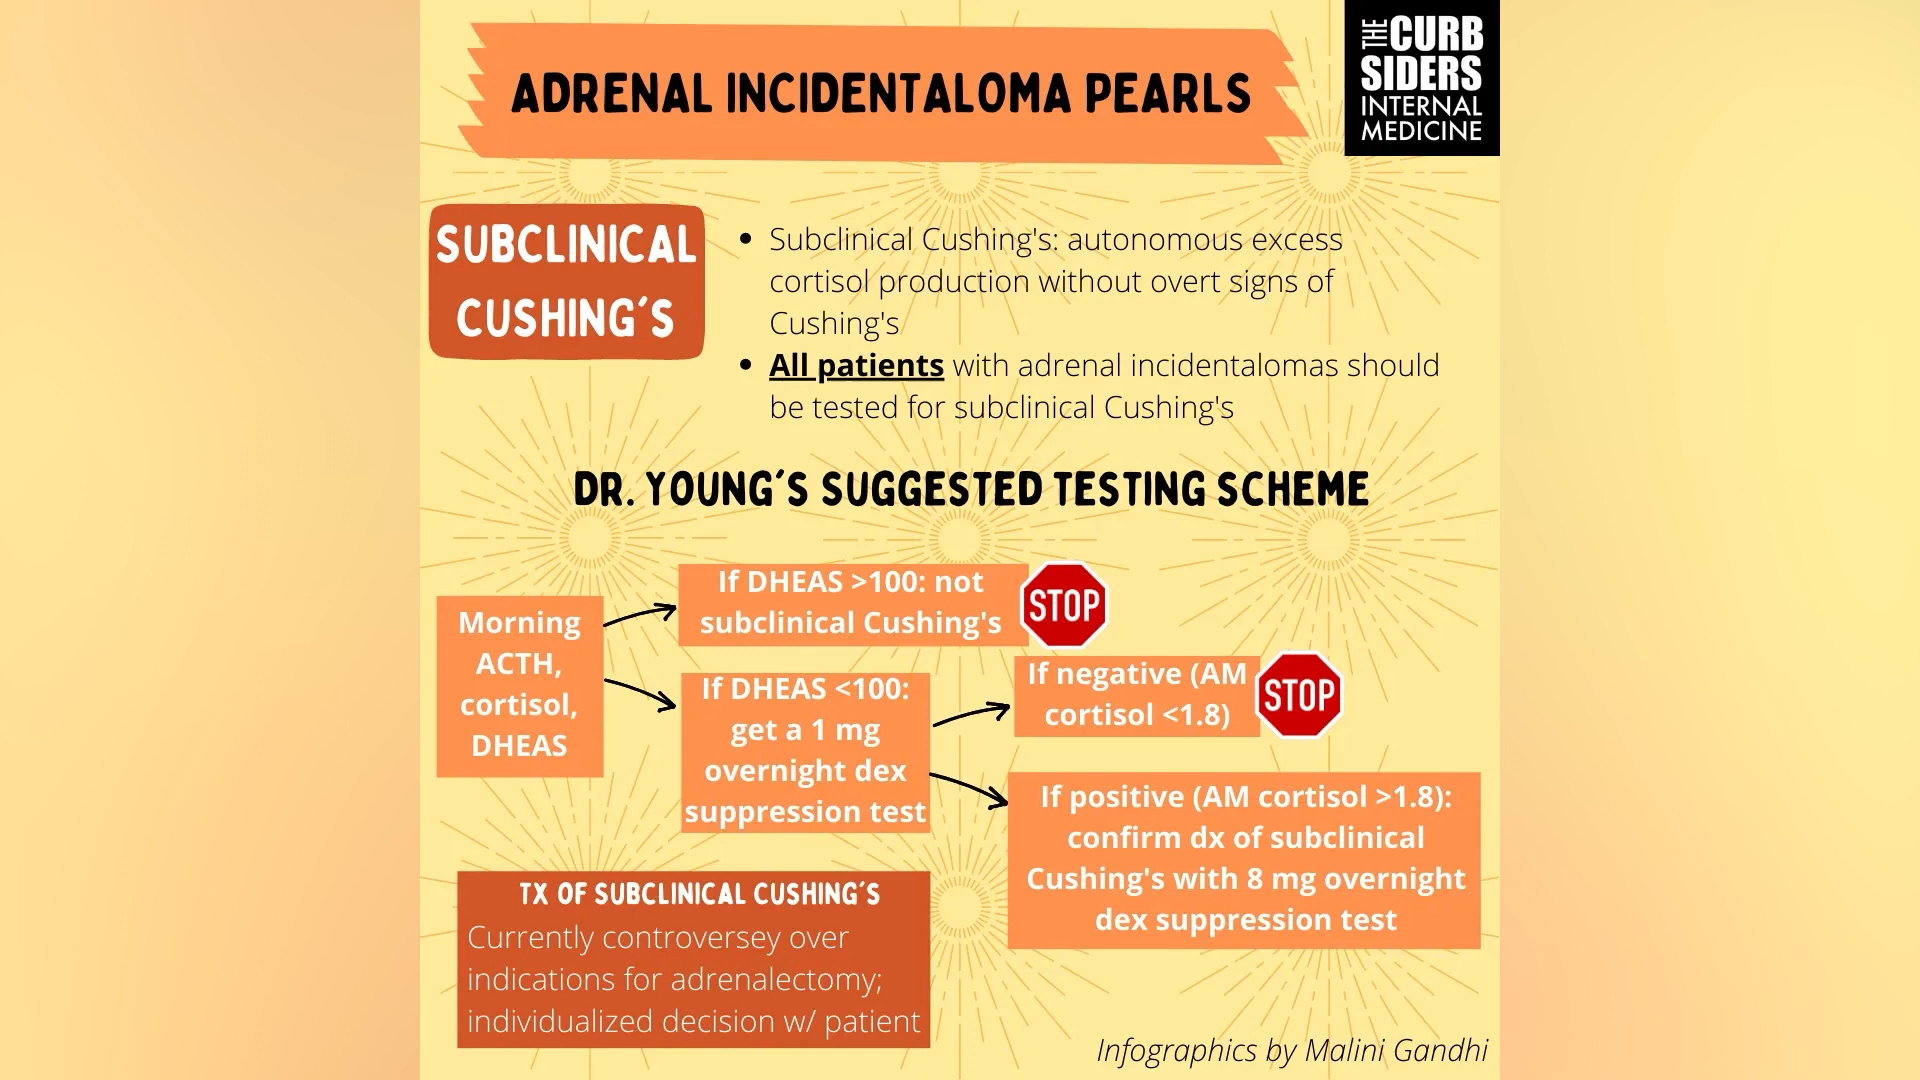 ADRENAL INCIDENTALOMA PEARLS
THE CURB
SIDERS
INTERNAL
MEDICINE
SUBCLINICAL
CUSHING'S
• Subclinical Cushing's: autonomous excess
cortisol production without overt signs of
Cushing's
• All patients with adrenal incidentalomas should
be tested for subclinical Cushing's
DR. YOUNG'S SUGGESTED TESTING SCHEME
Morning
ACTH,
cortisol,
DHEAS
If DHEAS >100: not
subclinical Cushing's
STOP
If DHEAS <100:
get a 1 mg
overnight dex
suppression test
If negative (AM
cortisol <1.8)
STOP
If positive (AM cortisol >1.8):
confirm dx of subclinical
Cushing's with 8 mg overnight
dex suppression test
TX OF SUBCLINICAL CUSHING'S
Currently controversey over
indications for adrenalectomy;
individualized decision w/ patient
Infographics by Malini Gandhi